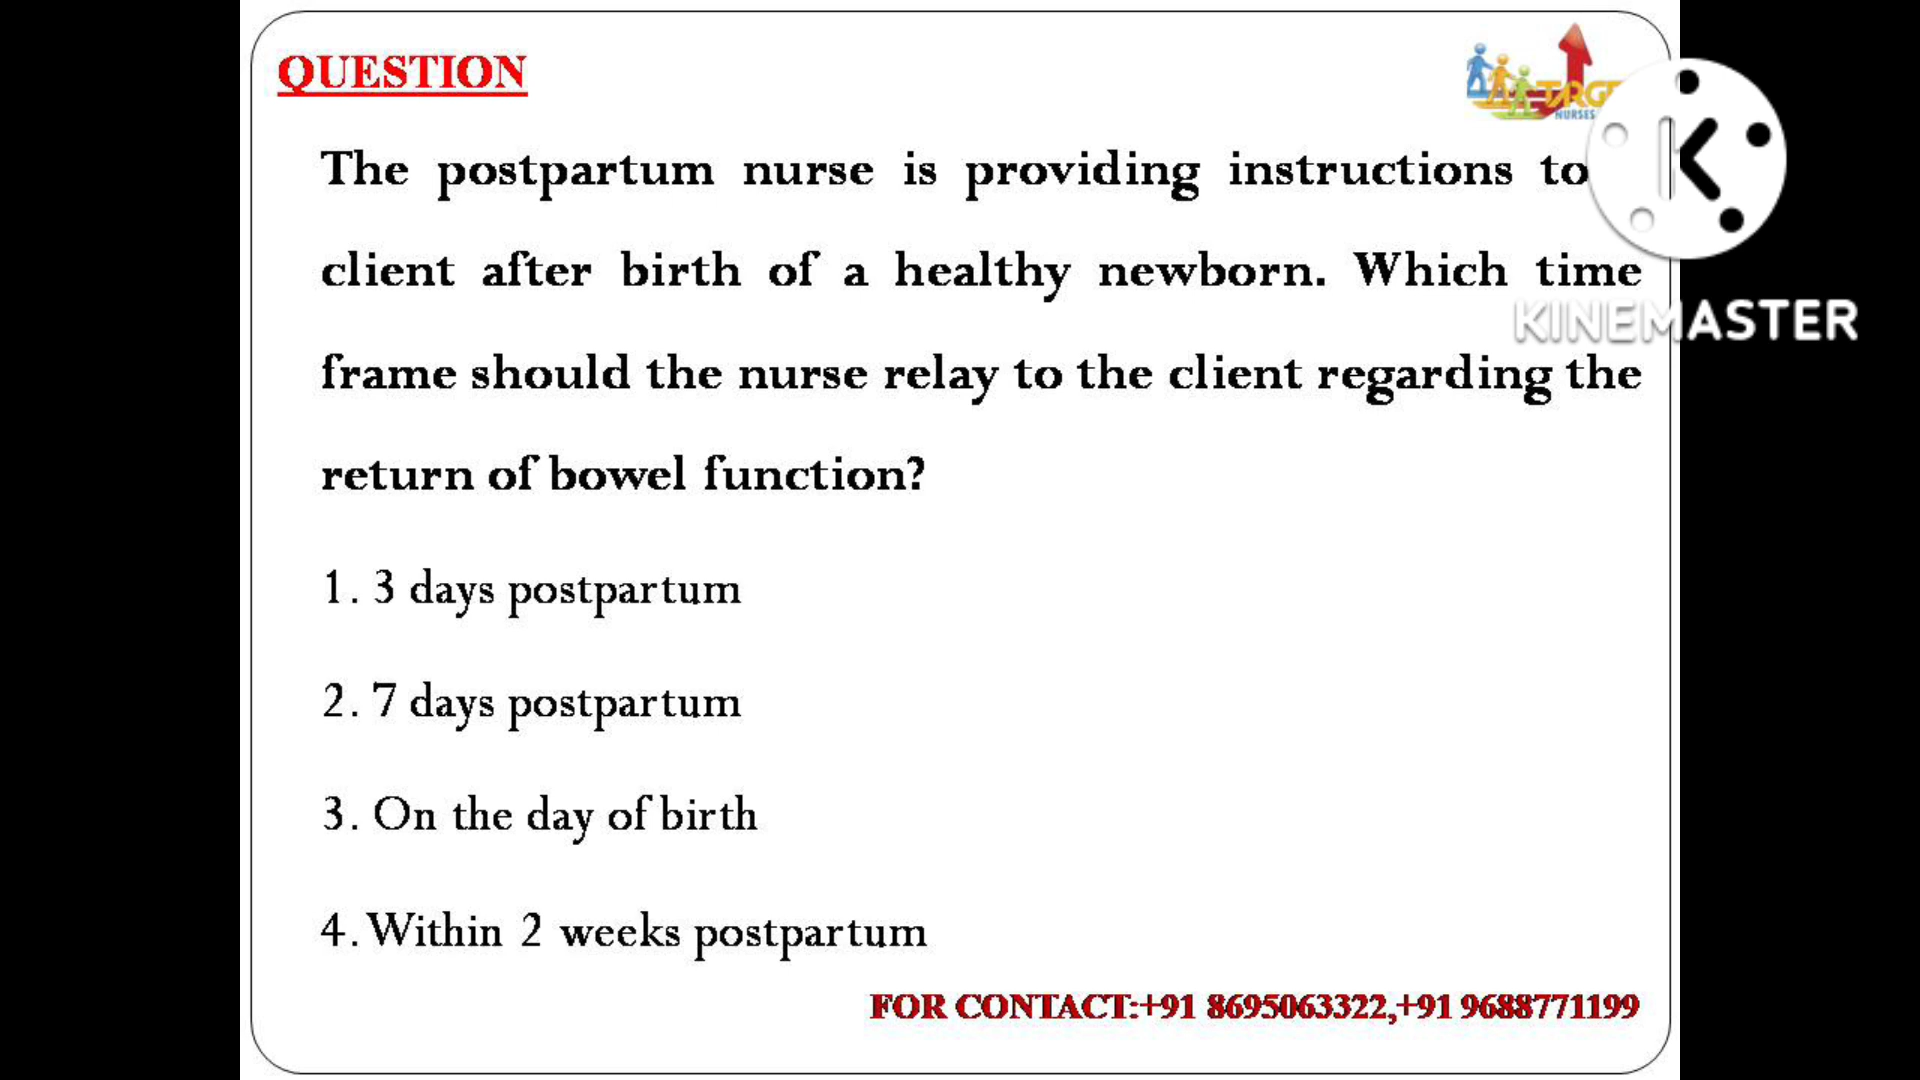 QUESTION
TARGE
NURSES
The postpartum nurse is providing instructions to
client after birth of a healthy newborn. Which time
frame should the nurse relay to the client regarding the
return of bowel function?
1. 3 days postpartum
2. 7 days postpartum
3. On the day of birth
4. Within 2 weeks postpartum
FOR CONTACT:+91 8695063322,+91 9688771199
K
KINEMASTER